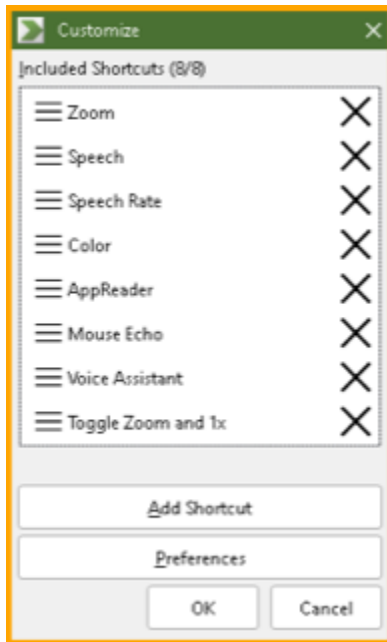 Customize
Included Shortcuts (8/8)
Zoom
Speech
Speech Rate
Color
AppReader
Mouse Echo
Voice Assistant
Toggle Zoom and 1x
Add Shortcut
Preferences
OK Cancel